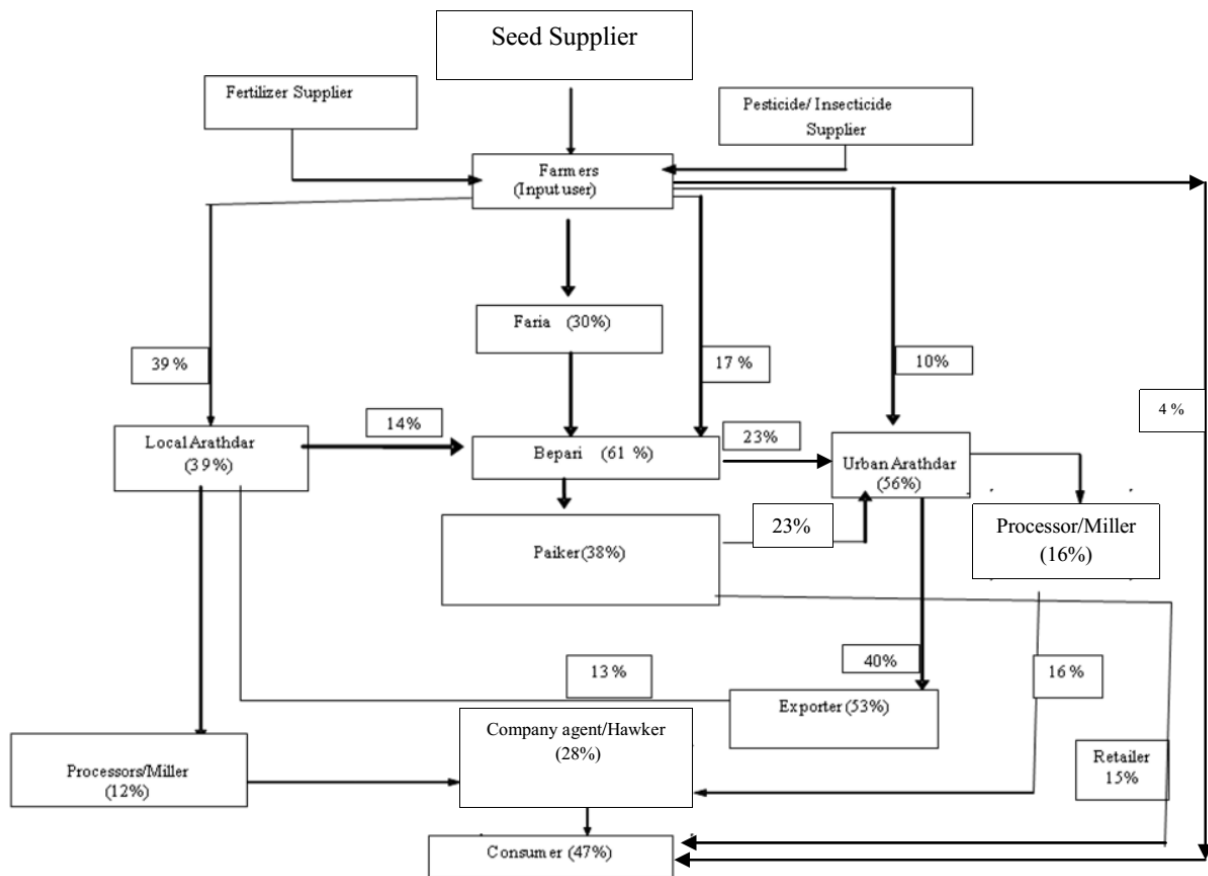 Seed Supplier
Fertilizer Supplier
Pesticide/ Insecticide
Supplier
Farmers
(Input user)
Faria (30%)
39 %
17 %
10%
4 %
14%
Local Arathdar
(39%)
Bepari (61 %)
23%
Urban Arathdar
(56%)
Paiker (38%)
23%
Processor/Miller
(16%)
13 %
40%
16 %
Exporter (53%)
Company agent/Hawker
(28%)
Processors/Miller
(12%)
Retailer
15%
Consumer (47%)